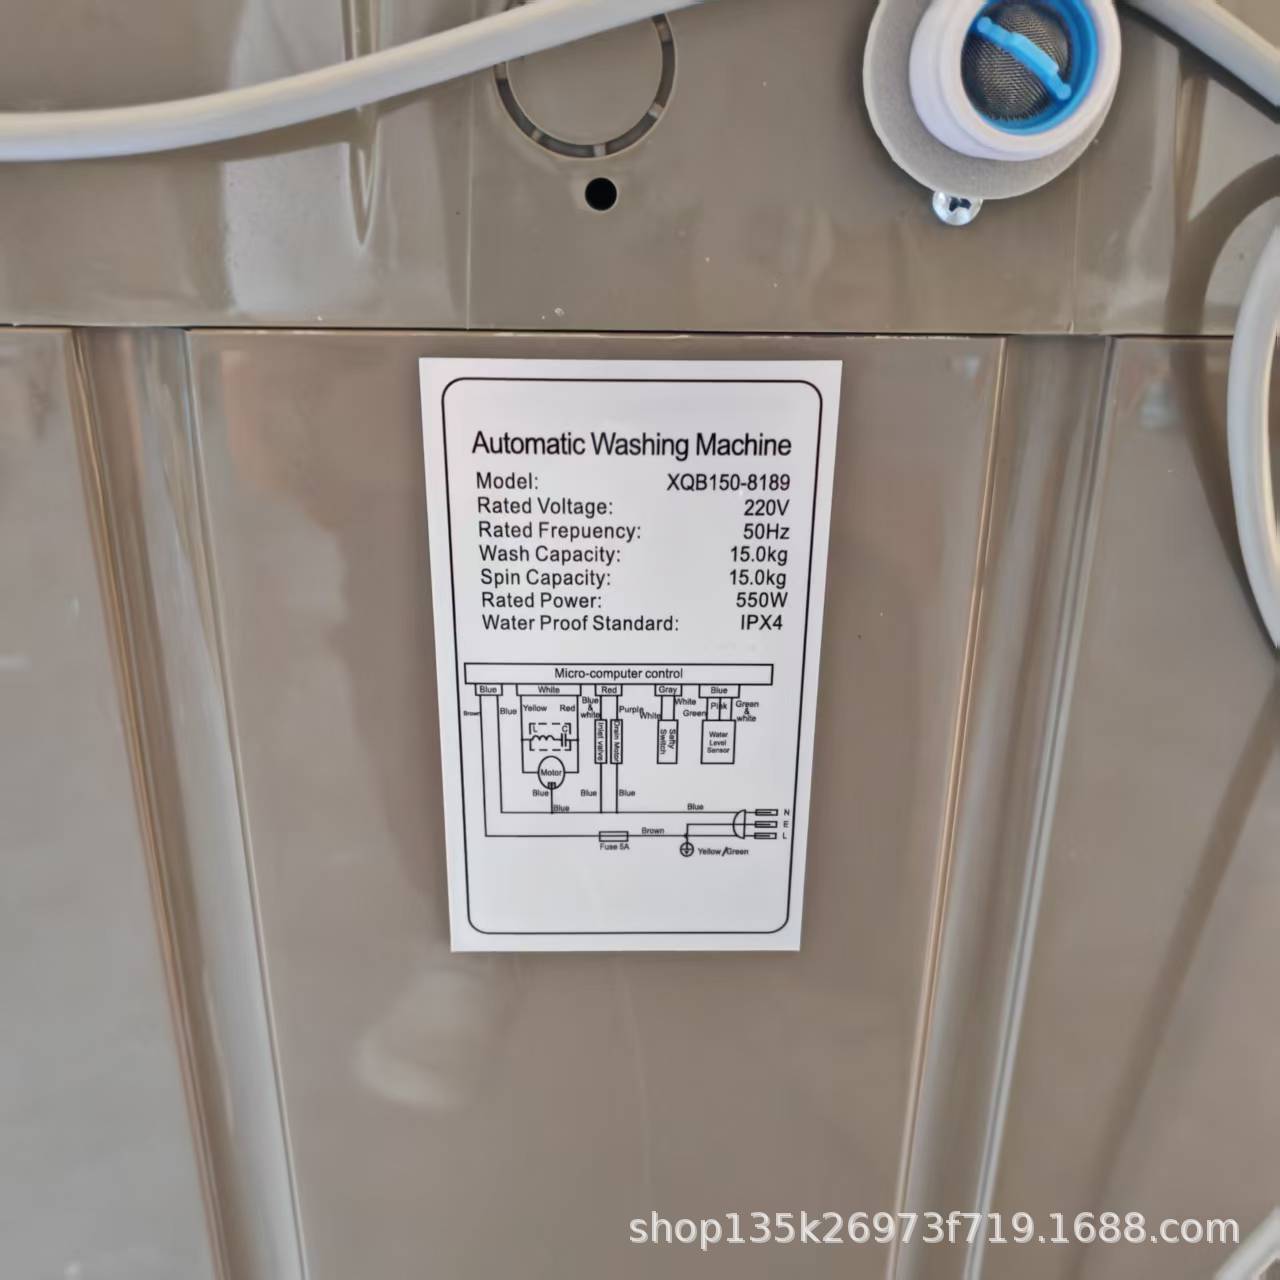 Automatic Washing Machine
Model: XQB150-8189
Rated Voltage: 220V
Rated Frepuency: 50Hz
Wash Capacity: 15.0kg
Spin Capacity: 15.0kg
Rated Power: 550W
Water Proof Standard: IPX4
Micro-computer control
Blue White Red Gray Blue
Brown Blue Yellow Red Blue & white Purple White White Green Pink Green & white
L C
Inlet valve
Drain Motor
Safty Switch
Water Level Sensor
Motor
Blue Blue Blue
Blue Blue N
E
Brown L
Fuse 5A
Yellow/Green
shop135k26973f719.1688.com